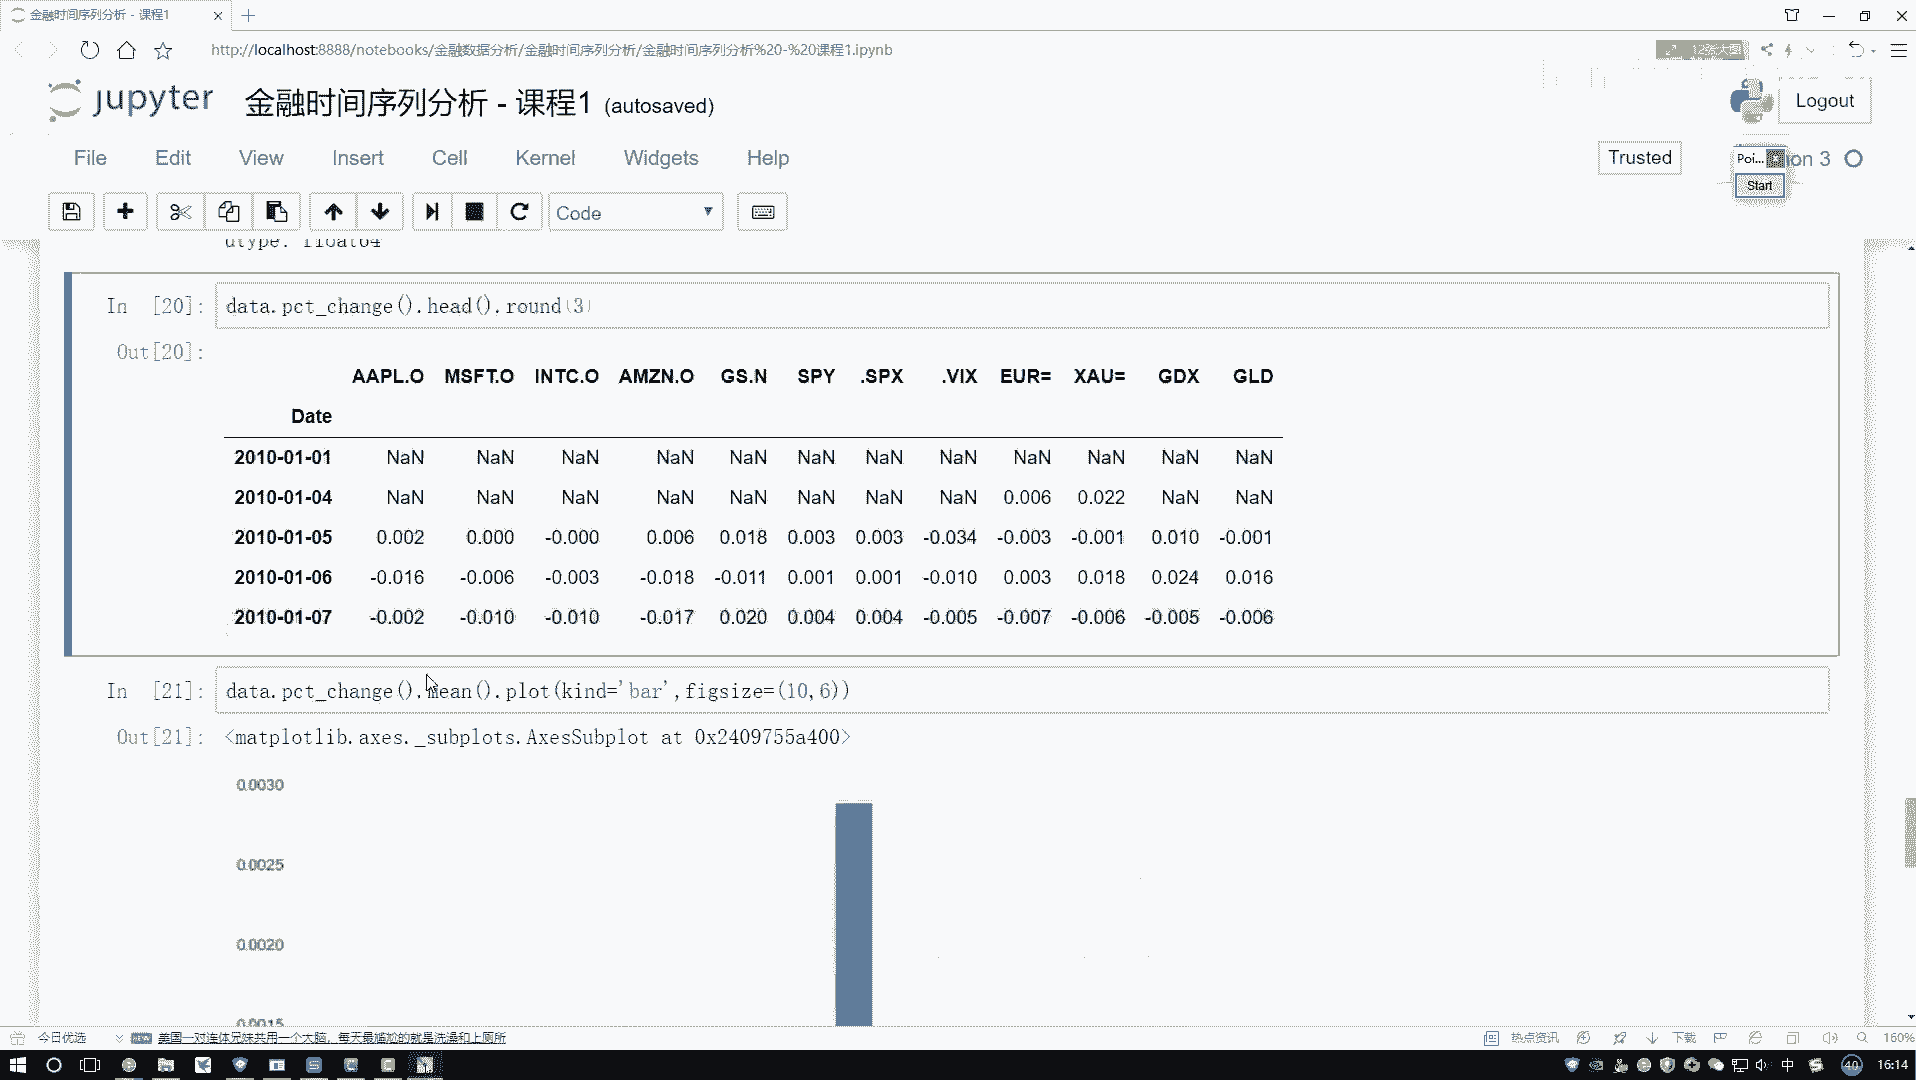 金融时间序列分析 - 课程1
http://localhost:8888/notebooks/金融数据分析/金融时间序列分析/金融时间序列分析%20-%20课程1.ipynb
12张大图
jupyter 金融时间序列分析 - 课程1 (autosaved)
Logout
File Edit View Insert Cell Kernel Widgets Help
Trusted
Poi... on 3
Start
Code
dtype: float64
In [20]: data.pct_change().head().round(3)
Out[20]:
AAPL.O MSFT.O INTC.O AMZN.O GS.N SPY .SPX .VIX EUR= XAU= GDX GLD
Date
2010-01-01 NaN NaN NaN NaN NaN NaN NaN NaN NaN NaN NaN NaN
2010-01-04 NaN NaN NaN NaN NaN NaN NaN NaN 0.006 0.022 NaN NaN
2010-01-05 0.002 0.000 -0.000 0.006 0.018 0.003 0.003 -0.034 -0.003 -0.001 0.010 -0.001
2010-01-06 -0.016 -0.006 -0.003 -0.018 -0.011 0.001 0.001 -0.010 0.003 0.018 0.024 0.016
2010-01-07 -0.002 -0.010 -0.010 -0.017 0.020 0.004 0.004 -0.005 -0.007 -0.006 -0.005 -0.006
In [21]: data.pct_change().mean().plot(kind='bar',figsize=(10,6))
Out[21]: <matplotlib.axes._subplots.AxesSubplot at 0x2409755a400>
0.0030
0.0025
0.0020
0.0015
今日优选 NEW 美国一对连体兄妹共用一个大脑，每天最尴尬的就是洗澡和上厕所
热点资讯 下载 160%
中 40 16:14